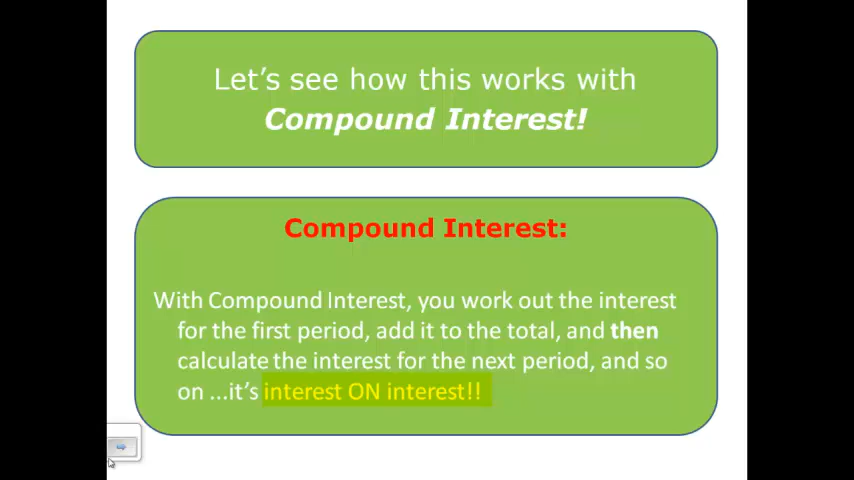 Let's see how this works with
Compound Interest!
Compound Interest:
With Compound Interest, you work out the interest
for the first period, add it to the total, and then
calculate the interest for the next period, and so
on ...it's interest ON interest!!